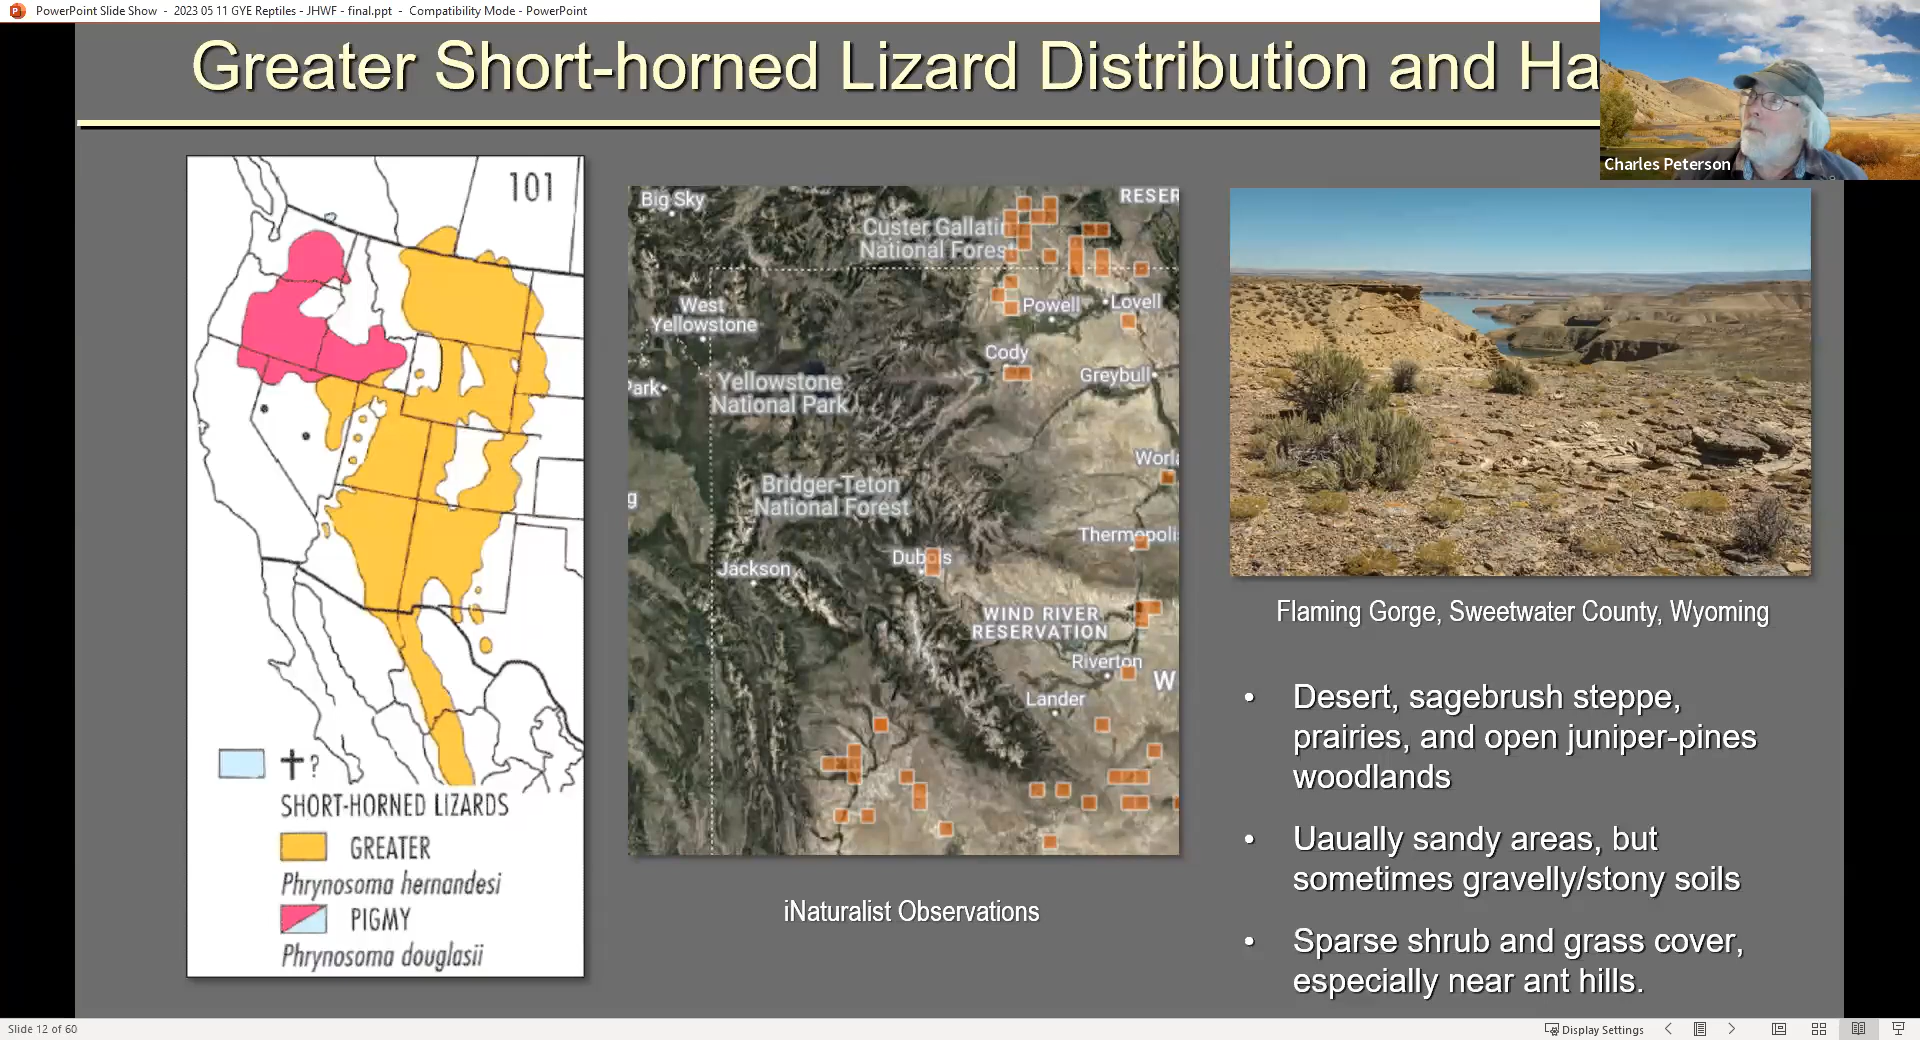 PowerPoint Slide Show - 2023 05 11 GYE Reptiles - JHWF - final.ppt - Compatibility Mode - PowerPoint
Greater Short-horned Lizard Distribution and Ha
Charles Peterson
101
†?
SHORT-HORNED LIZARDS
GREATER
Phrynosoma hernandesi
PIGMY
Phrynosoma douglasii
Big Sky
RESER
Custer Gallatin
National Forest
West
Yellowstone
Powell
Lovell
Cody
Park
Yellowstone
National Park
Greybull
Worla
g
Bridger-Teton
National Forest
Thermopoli
Dubois
Jackson
WIND RIVER
RESERVATION
Riverton
W
Lander
iNaturalist Observations
Flaming Gorge, Sweetwater County, Wyoming
• Desert, sagebrush steppe,
prairies, and open juniper-pines
woodlands
• Uaually sandy areas, but
sometimes gravelly/stony soils
• Sparse shrub and grass cover,
especially near ant hills.
Slide 12 of 60
Display Settings